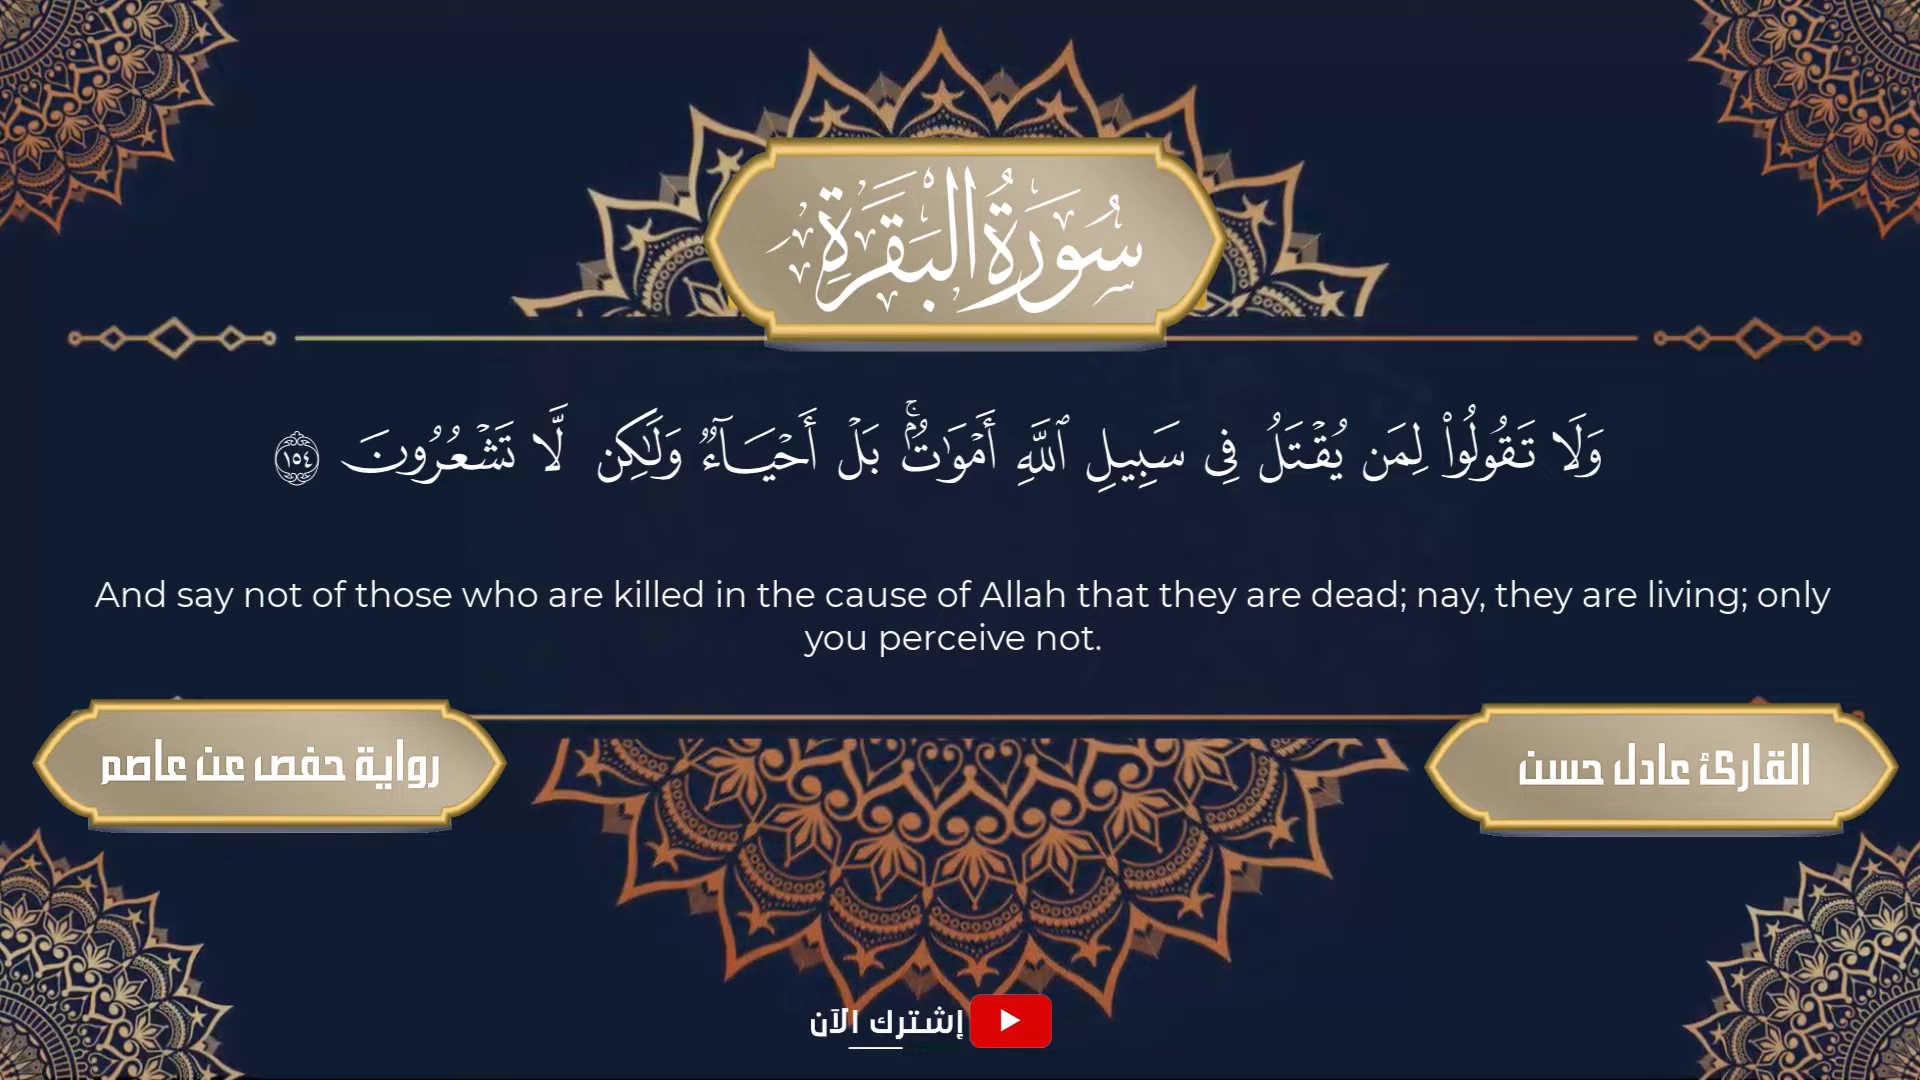 سُورَةُ الْبَقَرَةِ
وَلَا تَقُولُوا۟ لِمَن يُقْتَلُ فِى سَبِيلِ ٱللَّهِ أَمْوَٰتٌۢ ۚ بَلْ أَحْيَآءٌ وَلَـٰكِن لَّا تَشْعُرُونَ ١٥٤
And say not of those who are killed in the cause of Allah that they are dead; nay, they are living; only
you perceive not.
القارئ عادل حسن
رواية حفص عن عاصم
إشترك الآن